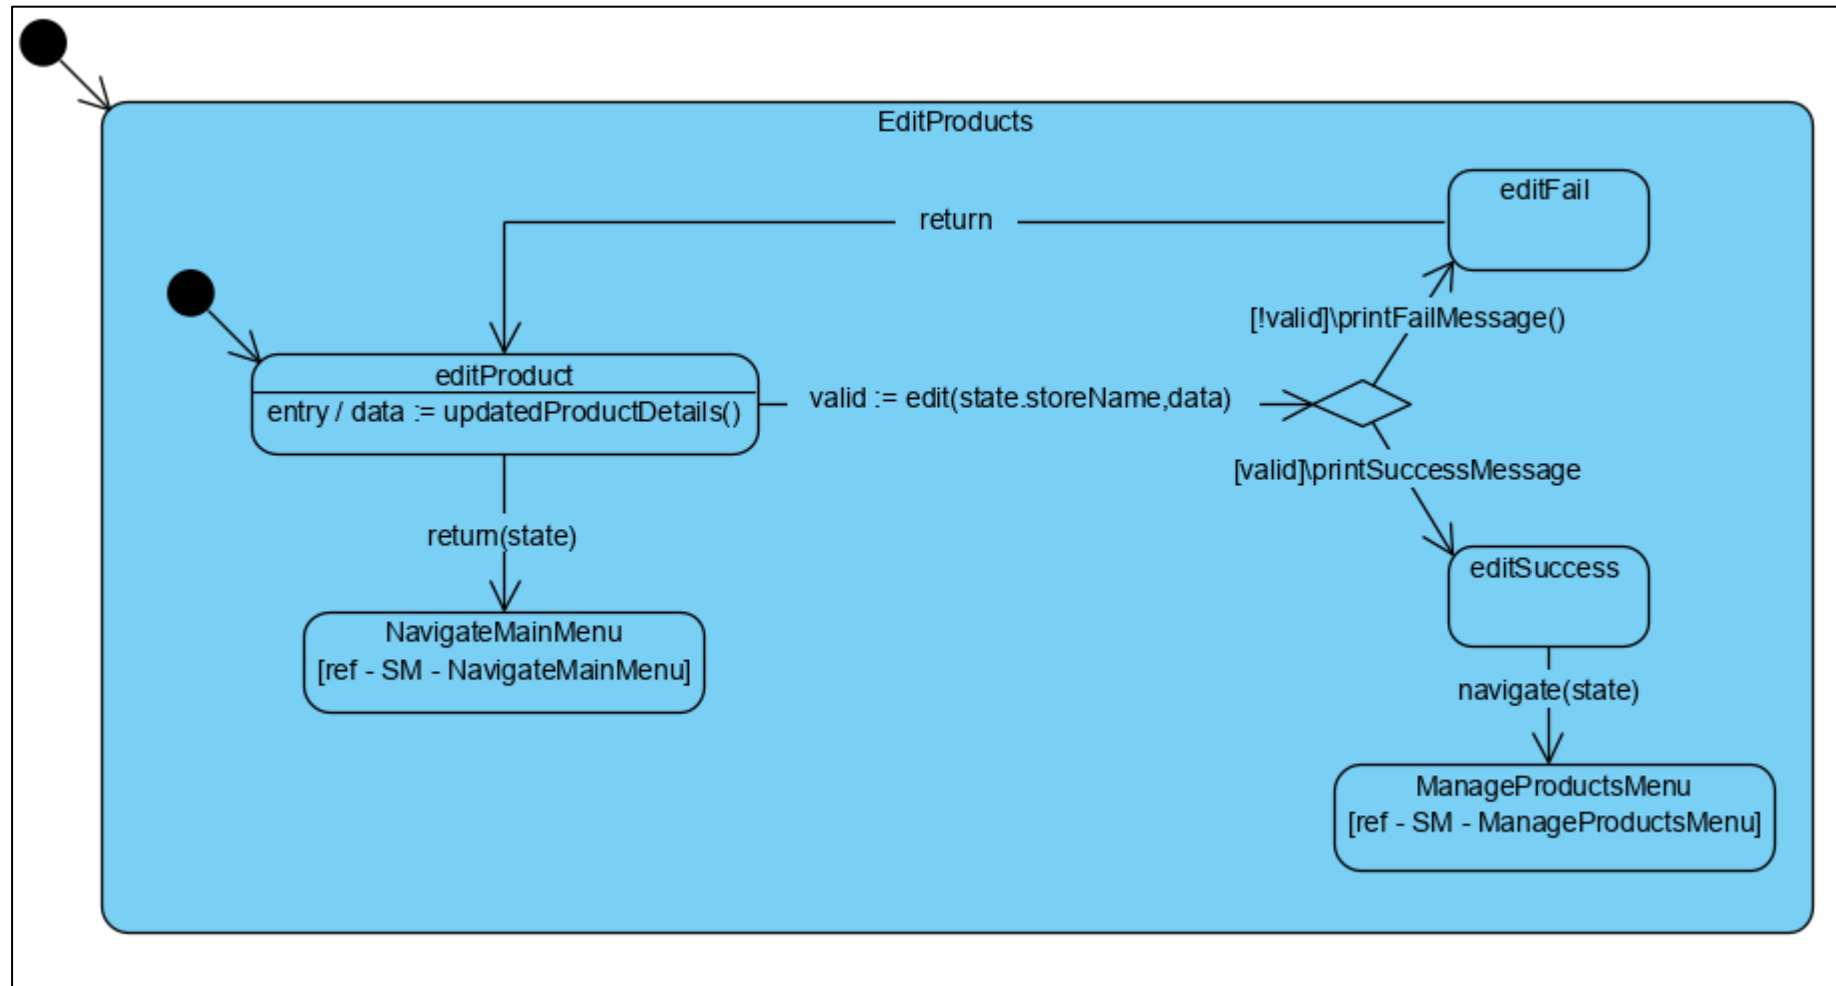 EditProducts
editFail
return
[!valid]\printFailMessage()
editProduct
entry / data := updatedProductDetails()
valid := edit(state.storeName,data)
[valid]\printSuccessMessage
return(state)
editSuccess
NavigateMainMenu
[ref - SM - NavigateMainMenu]
navigate(state)
ManageProductsMenu
[ref - SM - ManageProductsMenu]